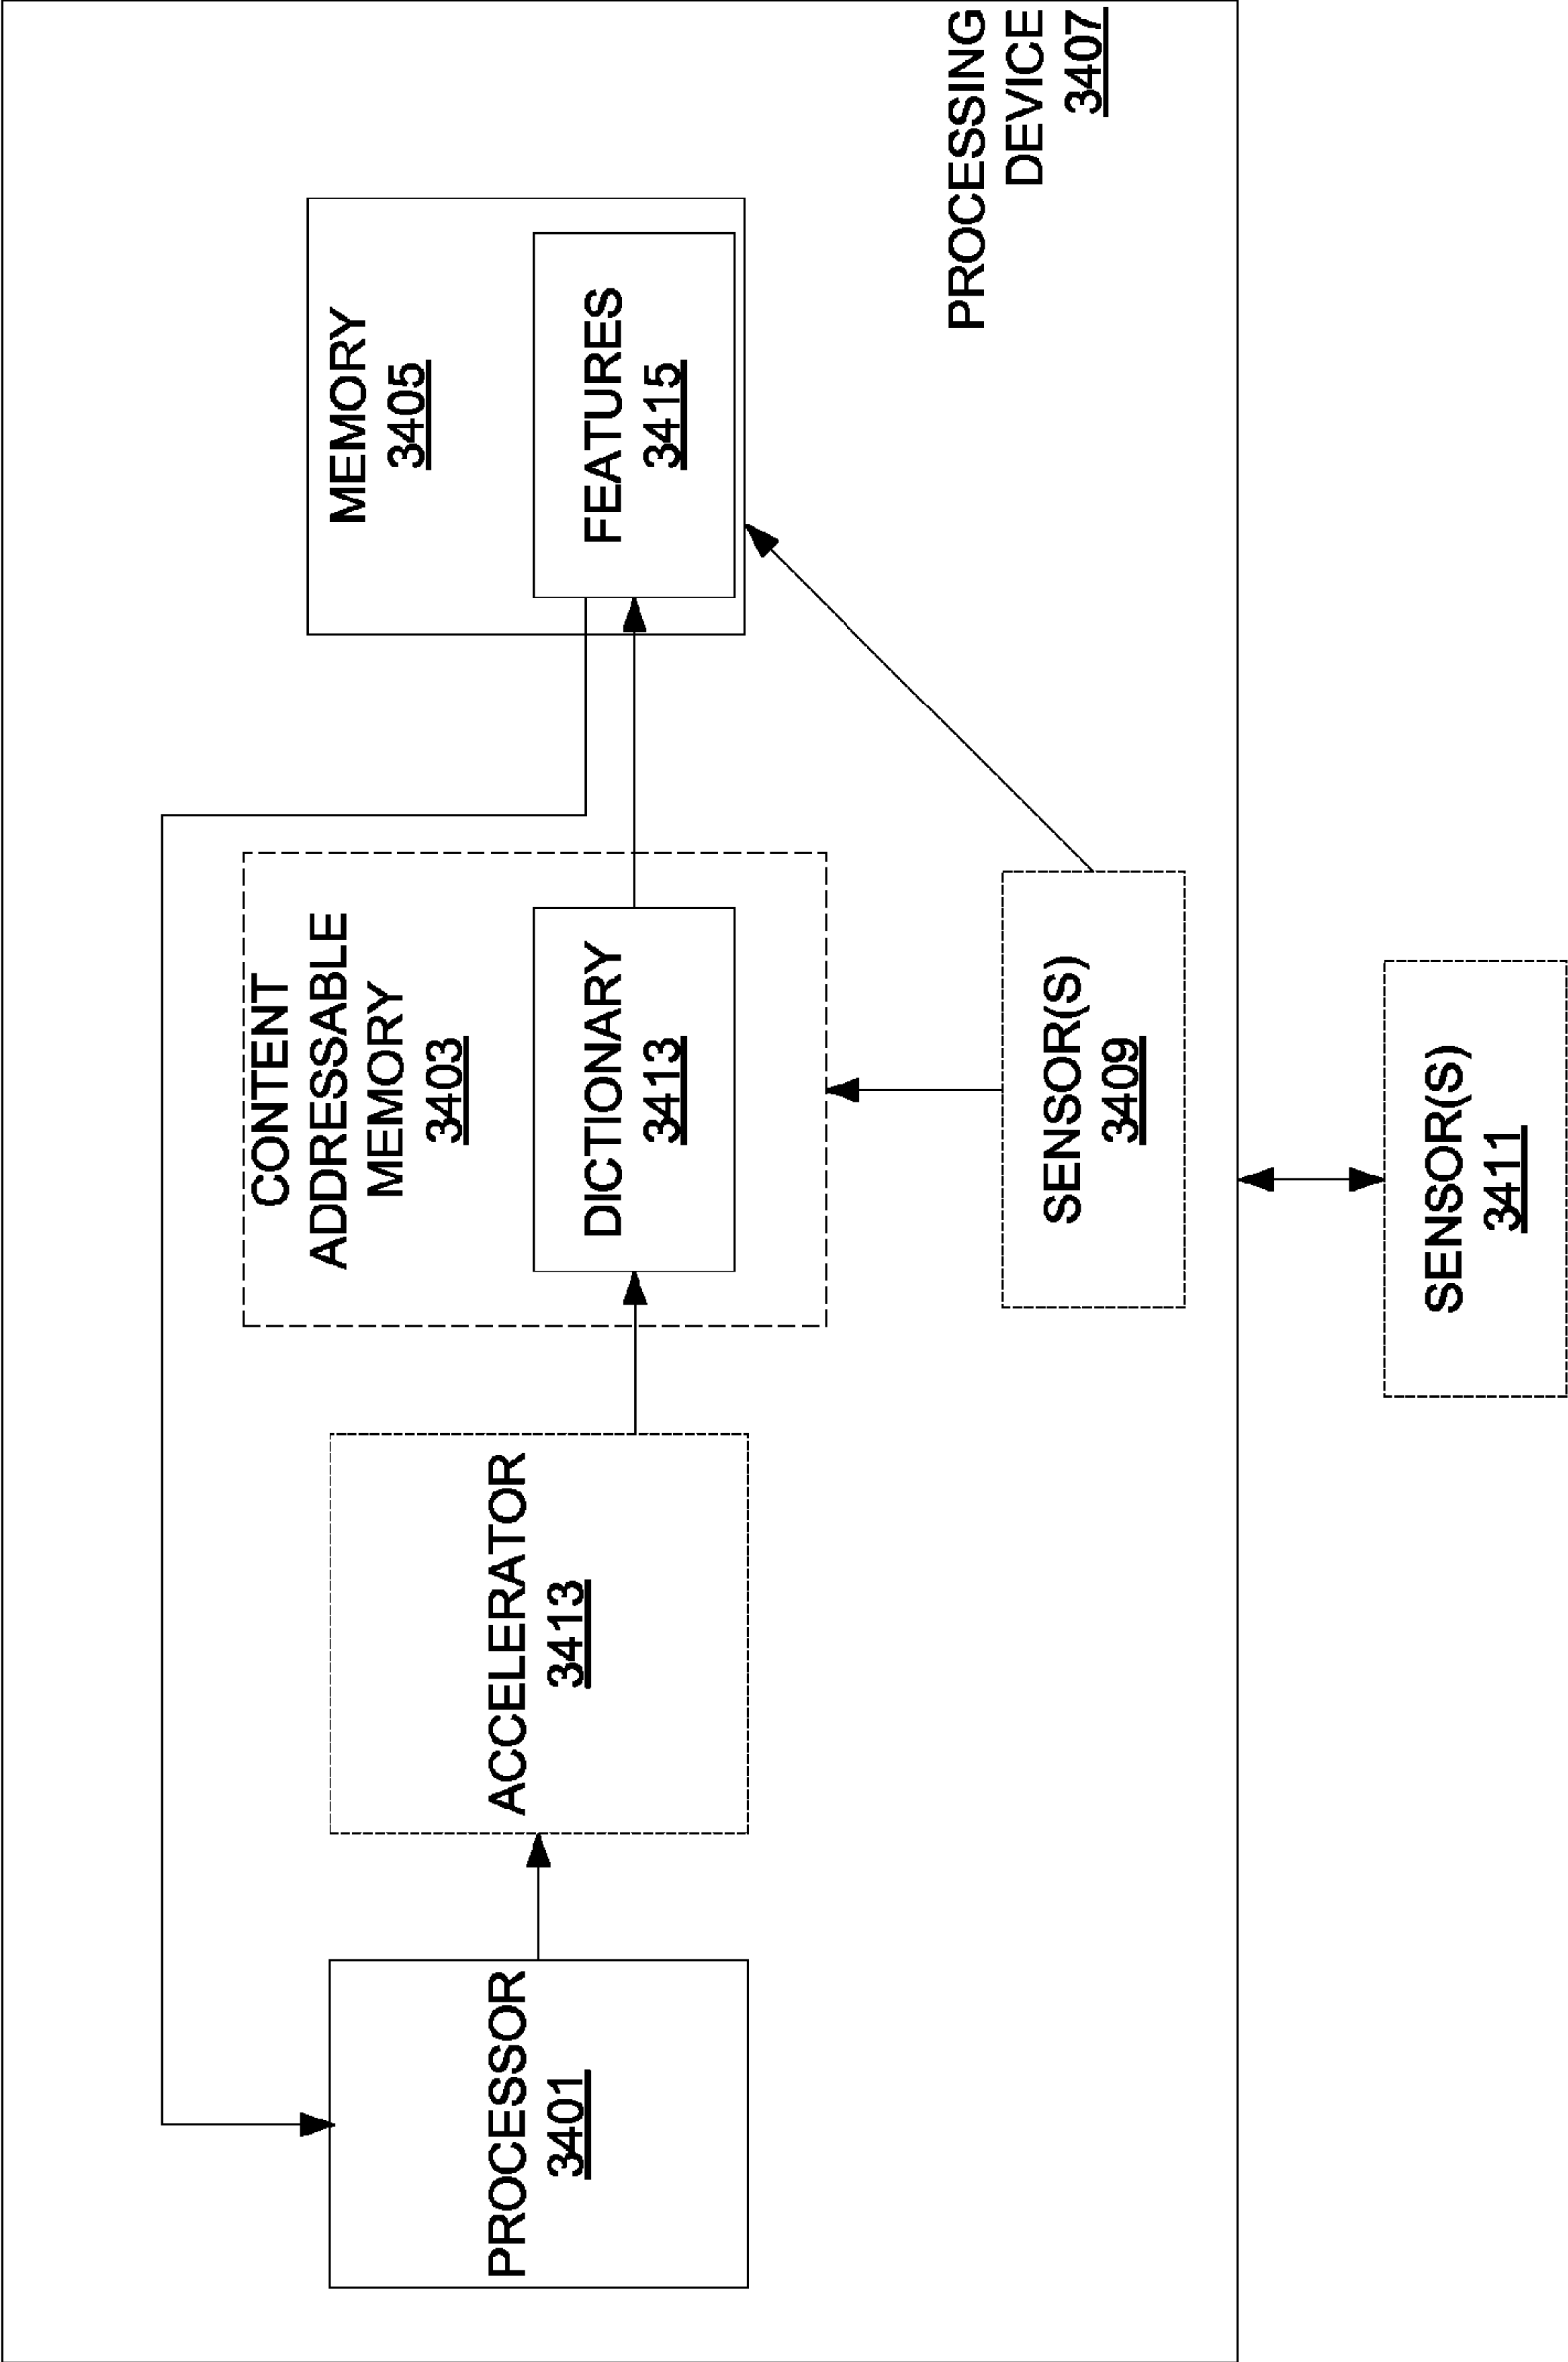 PROCESSOR
3401
ACCELERATOR
3413
CONTENT
ADDRESSABLE
MEMORY
3403
DICTIONARY
3413
MEMORY
3405
FEATURES
3415
SENSOR(S)
3409
PROCESSING
DEVICE
3407
SENSOR(S)
3411